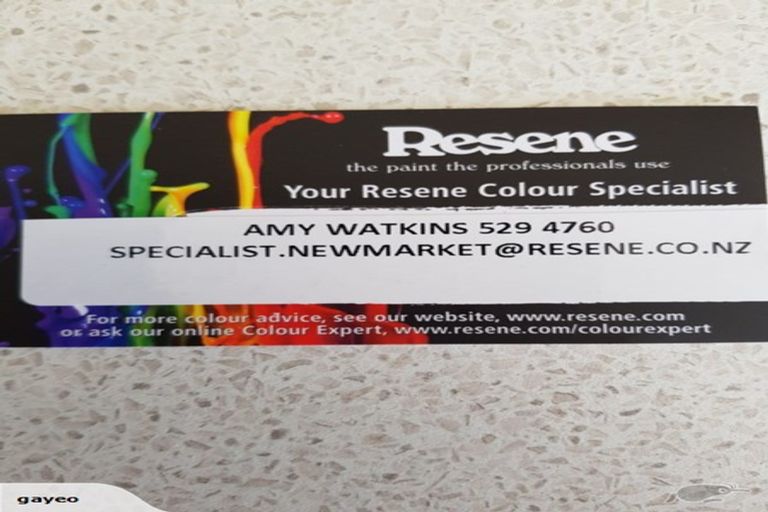 Resene
the paint the professionals use
Your Resene Colour Specialist
AMY WATKINS 529 4760
SPECIALIST.NEWMARKET@RESENE.CO.NZ
For more colour advice, see our website, www.resene.com
or ask our online Colour Expert, www.resene.com/colourexpert
gayeo